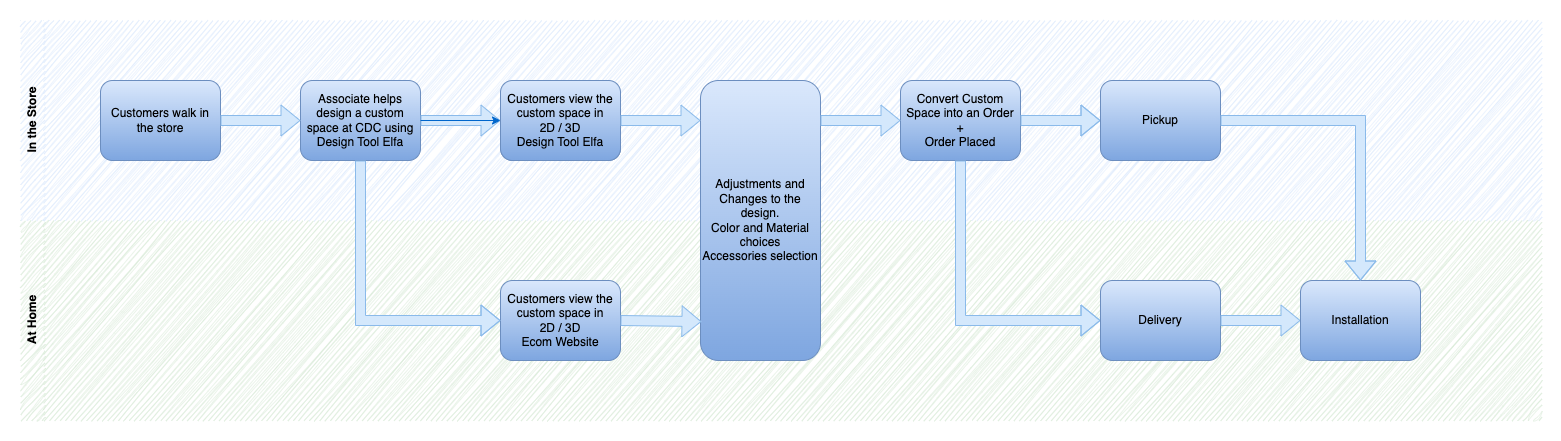 In the Store
Customers walk in
the store
Associate helps
design a custom
space at CDC using
Design Tool Elfa
Customers view the
custom space in
2D / 3D
Design Tool Elfa
Adjustments and
Changes to the
design.
Color and Material
choices
Accessories selection
Convert Custom
Space into an Order
+
Order Placed
Pickup
At Home
Customers view the
custom space in
2D / 3D
Ecom Website
Delivery
Installation